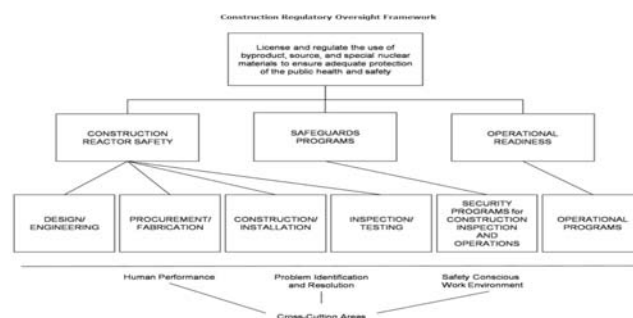 Construction Regulatory Oversight Framework
License and regulate the use of
byproduct, source, and special nuclear
materials to ensure adequate protection
of the public health and safety
CONSTRUCTION
REACTOR SAFETY
SAFEGUARDS
PROGRAMS
OPERATIONAL
READINESS
DESIGN/
ENGINEERING
PROCUREMENT/
FABRICATION
CONSTRUCTION/
INSTALLATION
INSPECTION/
TESTING
SECURITY
PROGRAMS for
CONSTRUCTION
INSPECTION
AND
OPERATIONS
OPERATIONAL
PROGRAMS
Human Performance
Problem Identification
and Resolution
Safety Conscious
Work Environment
Cross-Cutting Areas